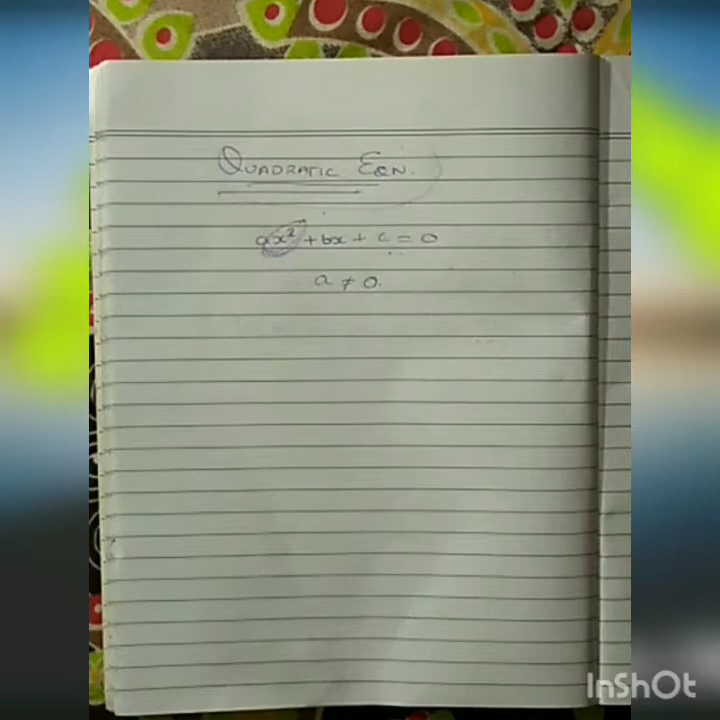 QUADRATIC EQN.
ax² + bx + c = 0
a ≠ 0.
InShOt